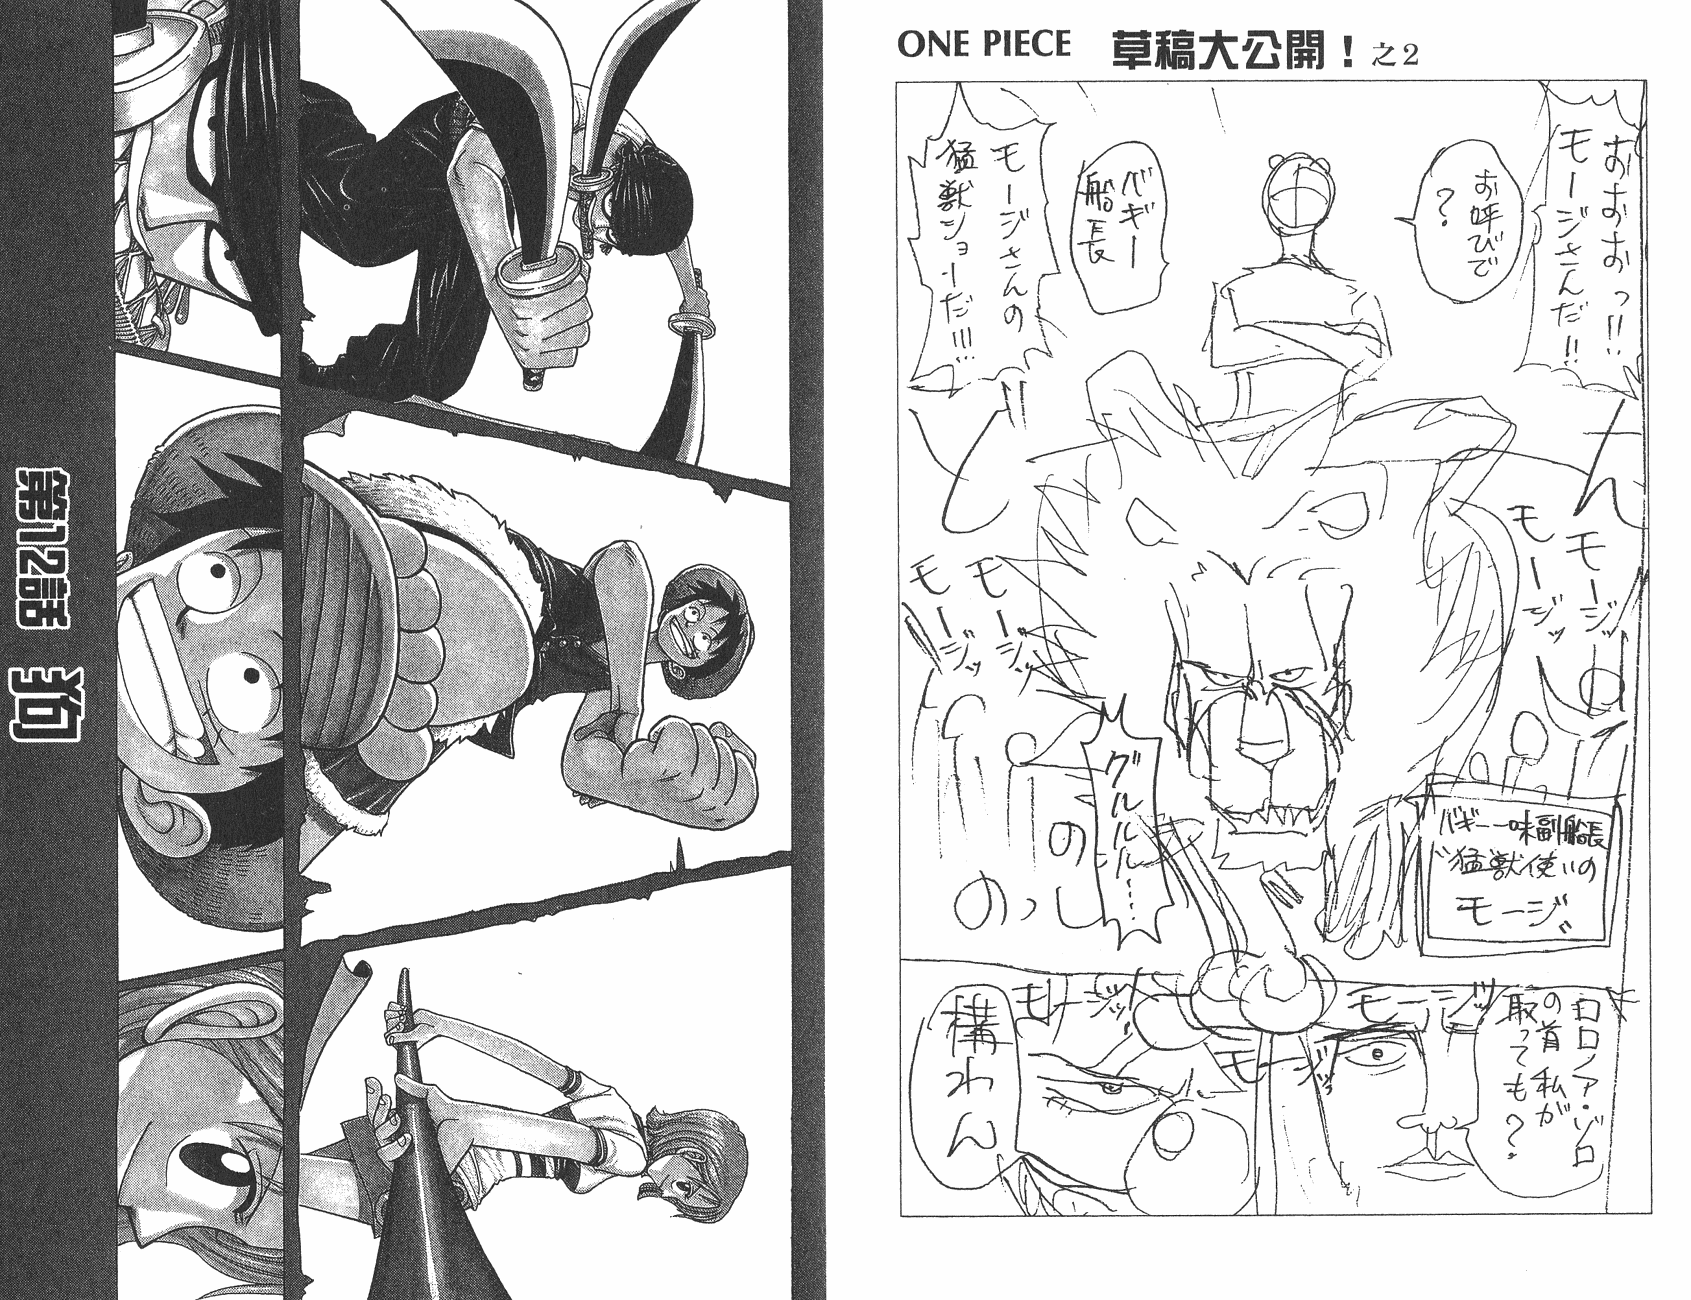 ONE PIECE 草稿大公開！之2
おおおっ!!
モージさんだ!!
お呼びで
?
バギー
船長
モージさんの
猛獣ショーだ!!!
どん
モージッ
モージッ
モージッ
モージッ
グルルル……
のっし
の
バギー一味副船長
"猛獣使い"の
モージ
ロロノア・ゾロ
の首 私が
取っても?
モージッ
モージッ
モージッ
構わん
第12話 狗